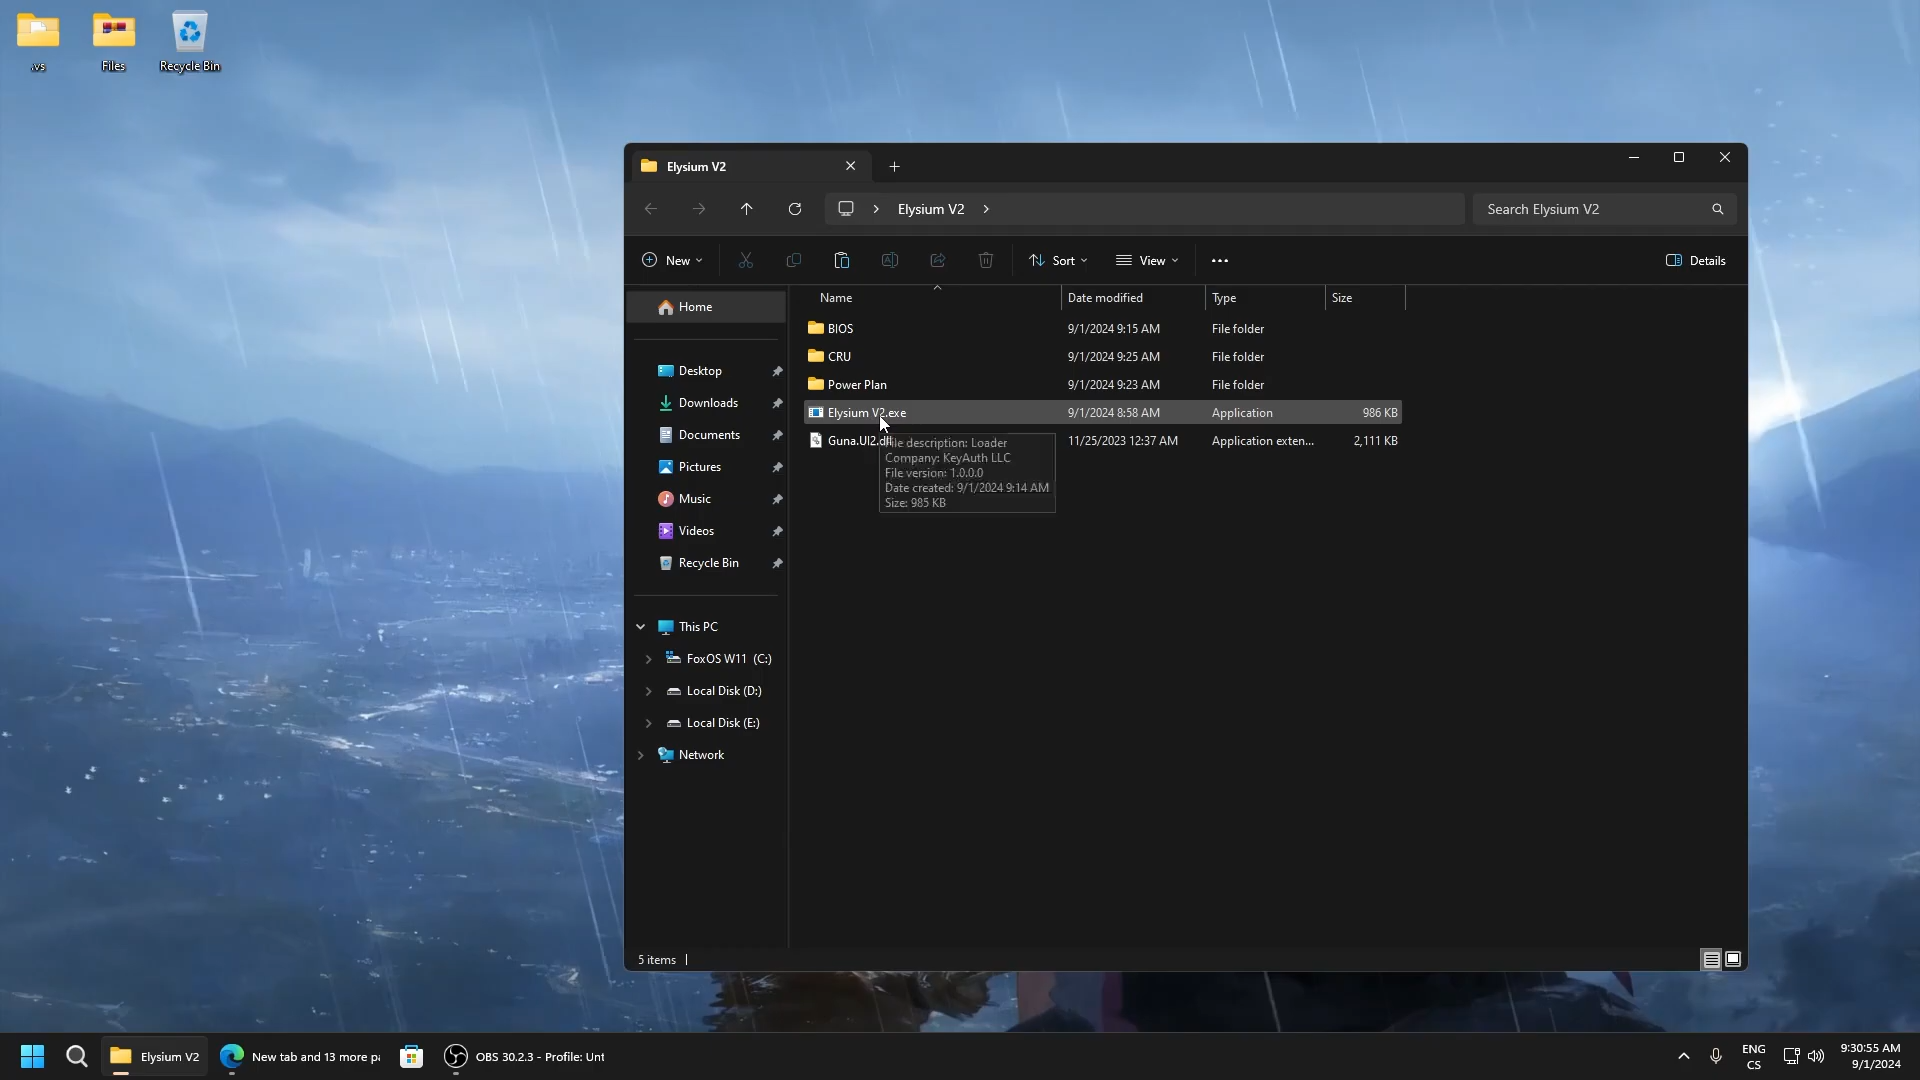 .vs
Files
Recycle Bin
Elysium V2
Elysium V2
Search Elysium V2
New
Sort
View
Details
Home
Desktop
Downloads
Documents
Pictures
Music
Videos
Recycle Bin
This PC
FoxOS W11 (C:)
Local Disk (D:)
Local Disk (E:)
Network
Name Date modified Type Size
BIOS 9/1/2024 9:15 AM File folder
CRU 9/1/2024 9:25 AM File folder
Power Plan 9/1/2024 9:23 AM File folder
Elysium V2.exe 9/1/2024 8:58 AM Application 986 KB
Guna.UI2.dll 11/25/2023 12:37 AM Application exten... 2,111 KB
File description: Loader
Company: KeyAuth LLC
File version: 1.0.0.0
Date created: 9/1/2024 9:14 AM
Size: 985 KB
5 items
Elysium V2
New tab and 13 more pa
OBS 30.2.3 - Profile: Unt
ENG
CS
9:30:55 AM
9/1/2024